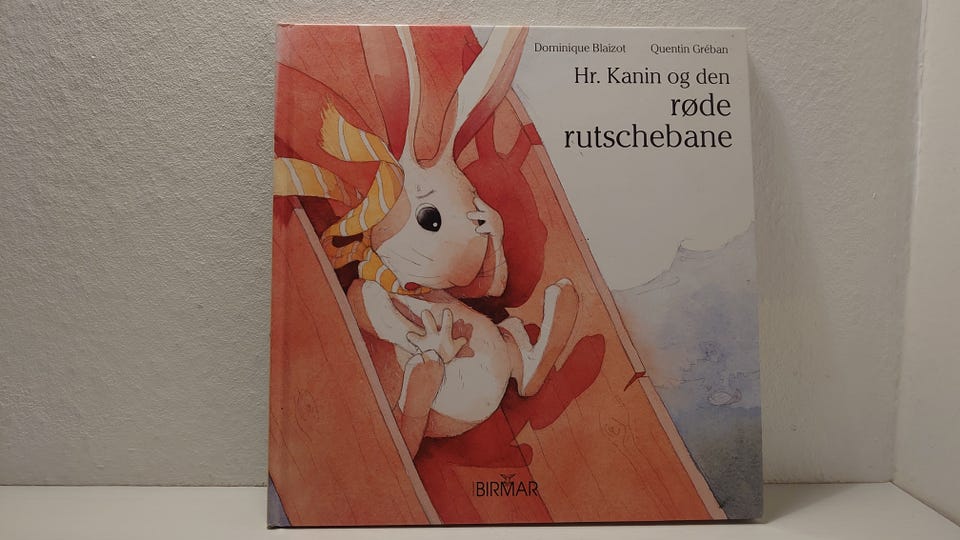 Dominique Blaizot Quentin Gréban
Hr. Kanin og den
røde
rutschebane
BIRMAR